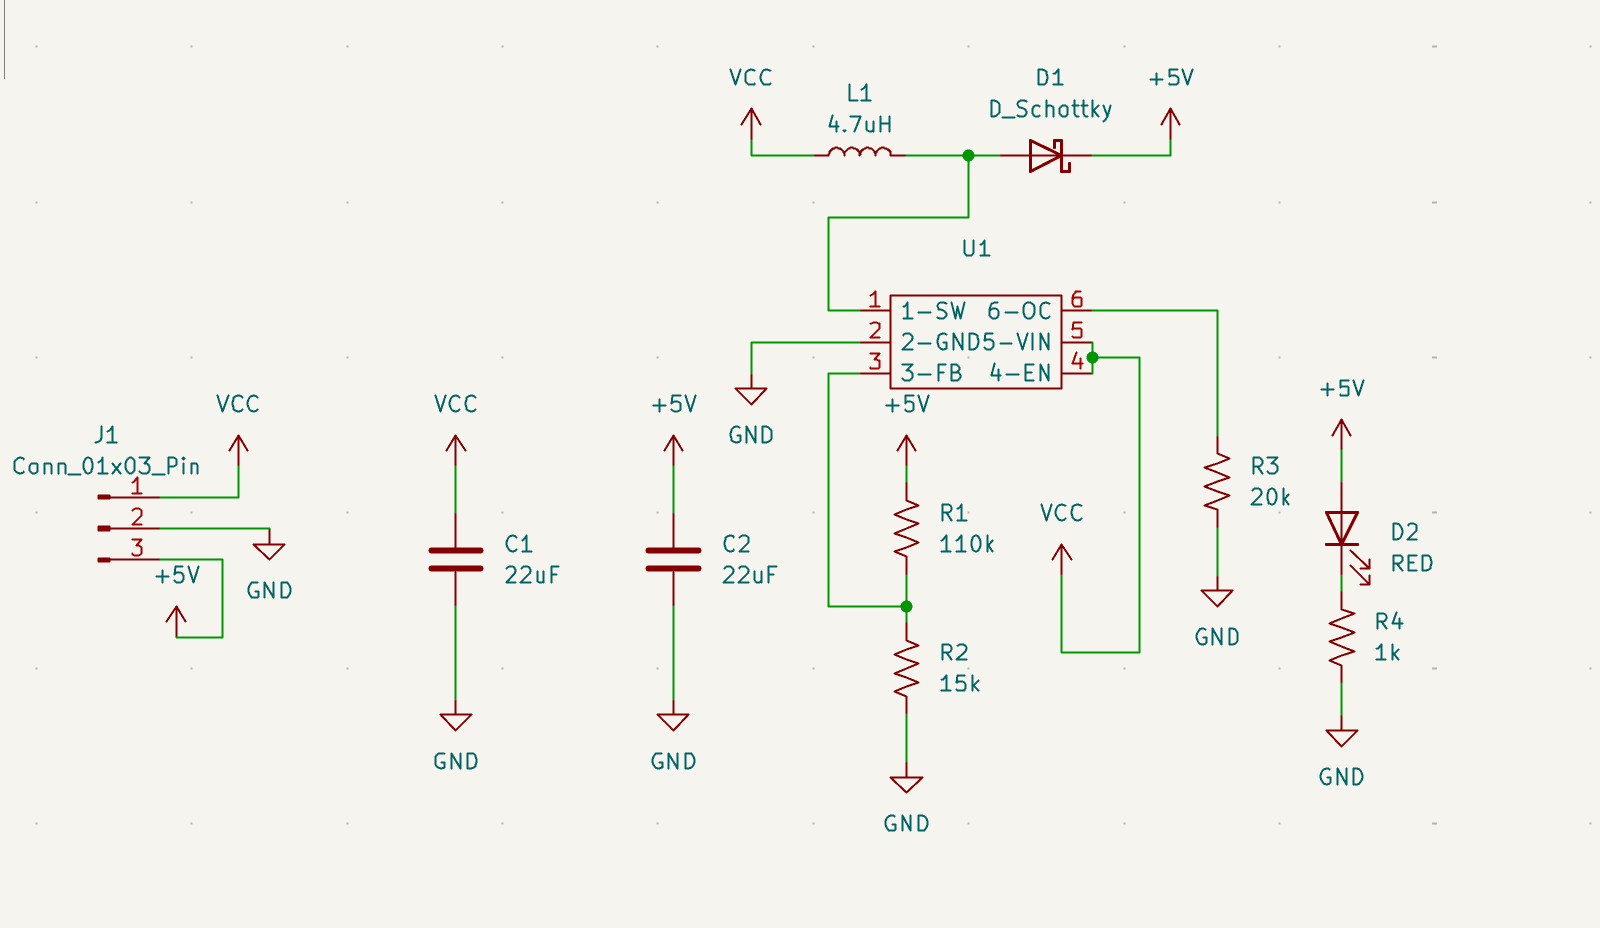 VCC
L1
4.7uH
D1
D_Schottky
+5V
U1
1
2
3
1-SW
2-GND
3-FB
6-OC
5-VIN
4-EN
6
5
4
GND
J1
Conn_01x03_Pin
1
2
3
VCC
GND
+5V
VCC
C1
22uF
GND
+5V
C2
22uF
GND
+5V
R1
110k
R2
15k
GND
VCC
R3
20k
GND
+5V
D2
RED
R4
1k
GND